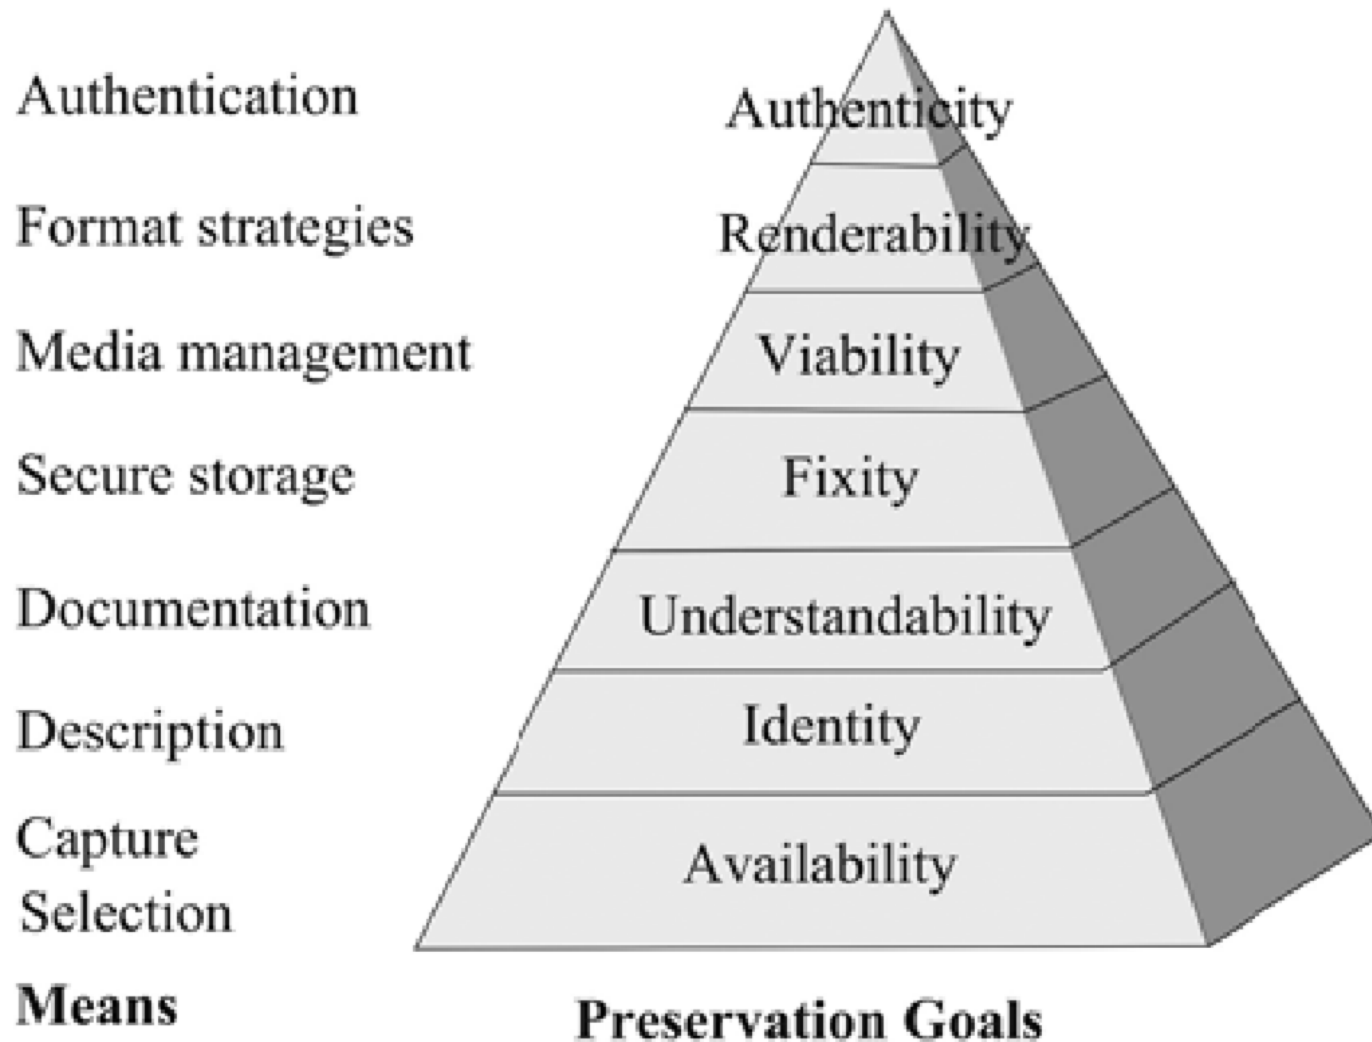 Authentication
Authenticity
Format strategies
Renderability
Media management
Viability
Secure storage
Fixity
Documentation
Understandability
Description
Identity
Capture
Selection
Availability
Means
Preservation Goals